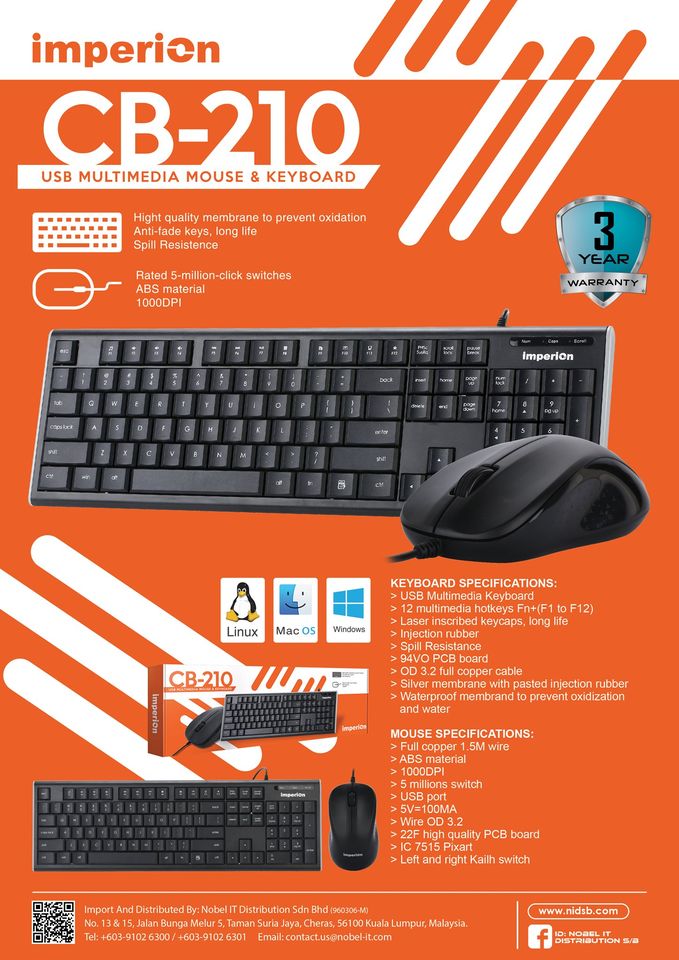 imperion
CB-210
USB MULTIMEDIA MOUSE & KEYBOARD
Hight quality membrane to prevent oxidation
Anti-fade keys, long life
Spill Resistence
Rated 5-million-click switches
ABS material
1000DPI
3
YEAR
WARRANTY
Num Caps Scroll
imperion
Linux
Mac OS
Windows
KEYBOARD SPECIFICATIONS:
> USB Multimedia Keyboard
> 12 multimedia hotkeys Fn+(F1 to F12)
> Laser inscribed keycaps, long life
> Injection rubber
> Spill Resistance
> 94VO PCB board
> OD 3.2 full copper cable
> Silver membrane with pasted injection rubber
> Waterproof membrand to prevent oxidization
and water
MOUSE SPECIFICATIONS:
> Full copper 1.5M wire
> ABS material
> 1000DPI
> 5 millions switch
> USB port
> 5V=100MA
> Wire OD 3.2
> 22F high quality PCB board
> IC 7515 Pixart
> Left and right Kailh switch
CB-210
USB MULTIMEDIA MOUSE & KEYBOARD
imperion
imperion
imperion
imperion
Import And Distributed By: Nobel IT Distribution Sdn Bhd (960306-M)
No. 13 & 15, Jalan Bunga Melur 5, Taman Suria Jaya, Cheras, 56100 Kuala Lumpur, Malaysia.
Tel: +603-9102 6300 / +603-9102 6301 Email: contact.us@nobel-it.com
www.nidsb.com
ID: NOBEL IT
DISTRIBUTION S/B